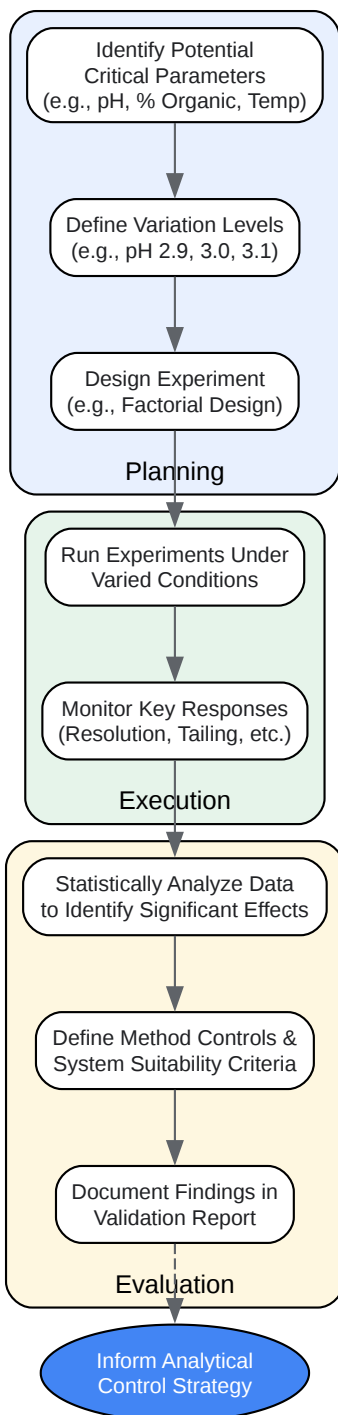 Identify Potential
Critical Parameters
(e.g., pH, % Organic, Temp)
Define Variation Levels
(e.g., pH 2.9, 3.0, 3.1)
Design Experiment
(e.g., Factorial Design)
Planning
Run Experiments Under
Varied Conditions
Monitor Key Responses
(Resolution, Tailing, etc.)
Execution
Statistically Analyze Data
to Identify Significant Effects
Define Method Controls &
System Suitability Criteria
Document Findings in
Validation Report
Evaluation
Inform Analytical
Control Strategy